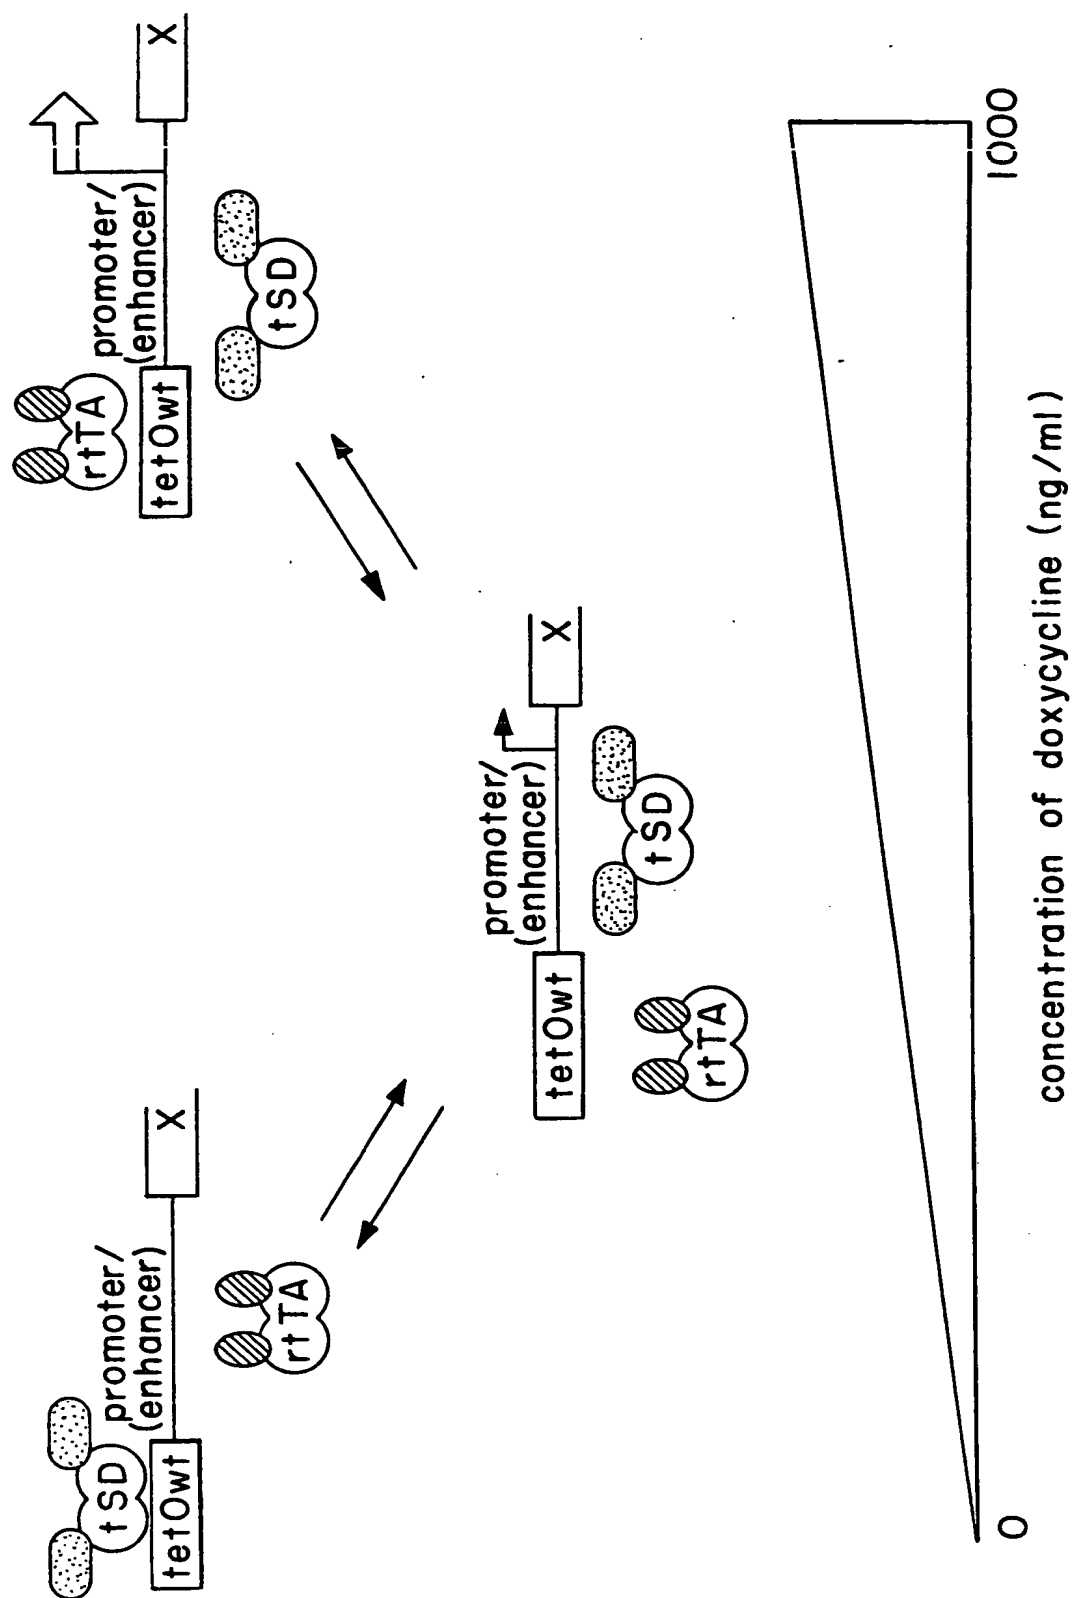 tSD
tetOwt
promoter/
(enhancer)
X
rtTA
tetOwt
promoter/
(enhancer)
X
rtTA
tSD
rtTA
tetOwt
promoter/
(enhancer)
X
tSD
0
1000
concentration of doxycycline (ng/ml)